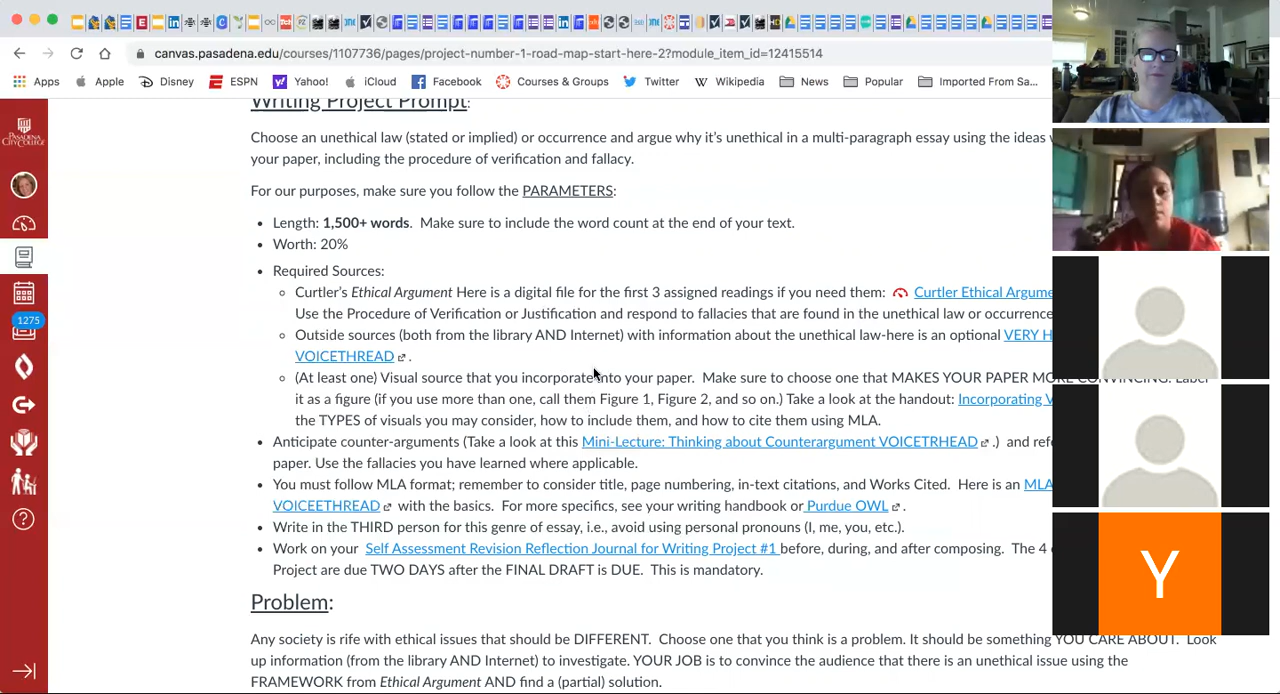 canvas.pasadena.edu/courses/1107736/pages/project-number-1-road-map-start-here-2?module_item_id=12415514
Apps Apple Disney ESPN Yahoo! iCloud Facebook Courses & Groups Twitter Wikipedia News Popular Imported From Sa...
PASADENA
CITY COLLEGE
1275
Writing Project Prompt:
Choose an unethical law (stated or implied) or occurrence and argue why it's unethical in a multi-paragraph essay using the ideas
your paper, including the procedure of verification and fallacy.
For our purposes, make sure you follow the PARAMETERS:
• Length: 1,500+ words. Make sure to include the word count at the end of your text.
• Worth: 20%
• Required Sources:
◦ Curtler's Ethical Argument Here is a digital file for the first 3 assigned readings if you need them: Curtler Ethical Argume
Use the Procedure of Verification or Justification and respond to fallacies that are found in the unethical law or occurrence
◦ Outside sources (both from the library AND Internet) with information about the unethical law-here is an optional VERY H
VOICETHREAD .
◦ (At least one) Visual source that you incorporate into your paper. Make sure to choose one that MAKES YOUR PAPER MORE CONVINCING. Label
it as a figure (if you use more than one, call them Figure 1, Figure 2, and so on.) Take a look at the handout: Incorporating V
the TYPES of visuals you may consider, how to include them, and how to cite them using MLA.
• Anticipate counter-arguments (Take a look at this Mini-Lecture: Thinking about Counterargument VOICETRHEAD .) and refu
paper. Use the fallacies you have learned where applicable.
• You must follow MLA format; remember to consider title, page numbering, in-text citations, and Works Cited. Here is an MLA
VOICEETHREAD with the basics. For more specifics, see your writing handbook or Purdue OWL .
• Write in the THIRD person for this genre of essay, i.e., avoid using personal pronouns (I, me, you, etc.).
• Work on your Self Assessment Revision Reflection Journal for Writing Project #1 before, during, and after composing. The 4
Project are due TWO DAYS after the FINAL DRAFT is DUE. This is mandatory.
Problem:
Any society is rife with ethical issues that should be DIFFERENT. Choose one that you think is a problem. It should be something YOU CARE ABOUT. Look
up information (from the library AND Internet) to investigate. YOUR JOB is to convince the audience that there is an unethical issue using the
FRAMEWORK from Ethical Argument AND find a (partial) solution.
Y